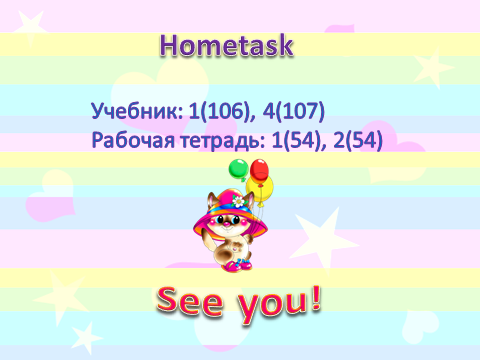 Hometask
Учебник: 1(106), 4(107)
Рабочая тетрадь: 1(54), 2(54)
See you!